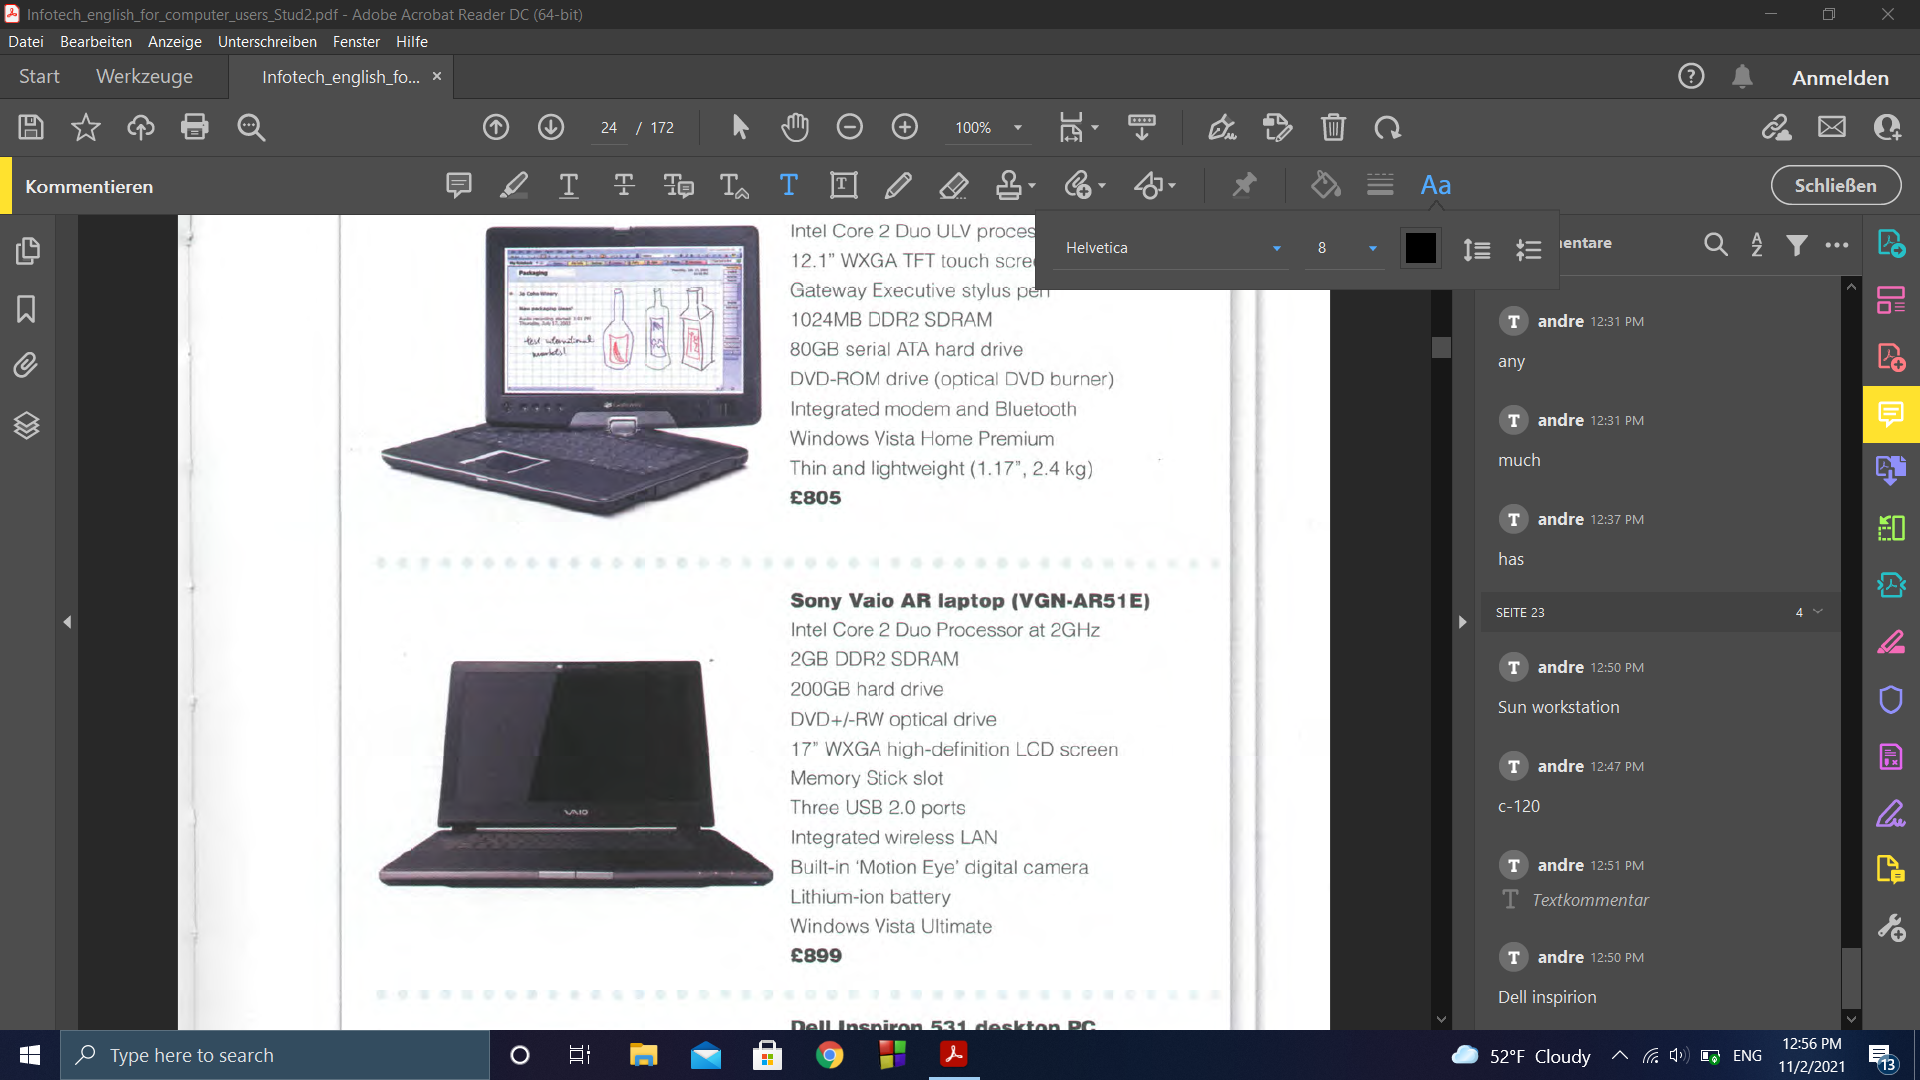 Infotech_english_for_computer_users_Stud2.pdf - Adobe Acrobat Reader DC (64-bit)
Datei Bearbeiten Anzeige Unterschreiben Fenster Hilfe
Start Werkzeuge Infotech_english_fo... × Anmelden
24 / 172 100%
Kommentieren Aa Schließen
Helvetica 8 mentare
Packaging
Intel Core 2 Duo ULV proces
12.1” WXGA TFT touch scree
Gateway Executive stylus pen
1024MB DDR2 SDRAM
80GB serial ATA hard drive
DVD-ROM drive (optical DVD burner)
Integrated modem and Bluetooth
Windows Vista Home Premium
Thin and lightweight (1.17”, 2.4 kg)
£805
Sony Vaio AR laptop (VGN-AR51E)
Intel Core 2 Duo Processor at 2GHz
2GB DDR2 SDRAM
200GB hard drive
DVD+/-RW optical drive
17” WXGA high-definition LCD screen
Memory Stick slot
Three USB 2.0 ports
Integrated wireless LAN
Built-in ‘Motion Eye’ digital camera
Lithium-ion battery
Windows Vista Ultimate
£899
VAIO
Dell Inspiron 531 desktop PC
andre 12:31 PM
any
andre 12:31 PM
much
andre 12:37 PM
has
SEITE 23 4
andre 12:50 PM
Sun workstation
andre 12:47 PM
c-120
andre 12:51 PM
Textkommentar
andre 12:50 PM
Dell inspirion
Type here to search
52°F Cloudy ENG
12:56 PM
11/2/2021
13